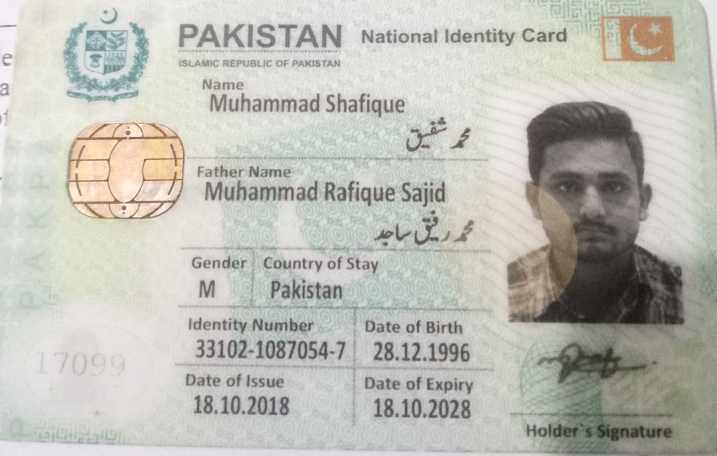 PAKISTAN National Identity Card
ISLAMIC REPUBLIC OF PAKISTAN
Name
Muhammad Shafique
محمد شفیق
Father Name
Muhammad Rafique Sajid
محمد رفیق ساجد
Gender Country of Stay
M Pakistan
Identity Number Date of Birth
33102-1087054-7 28.12.1996
17099
Date of Issue Date of Expiry
18.10.2018 18.10.2028
Holder`s Signature